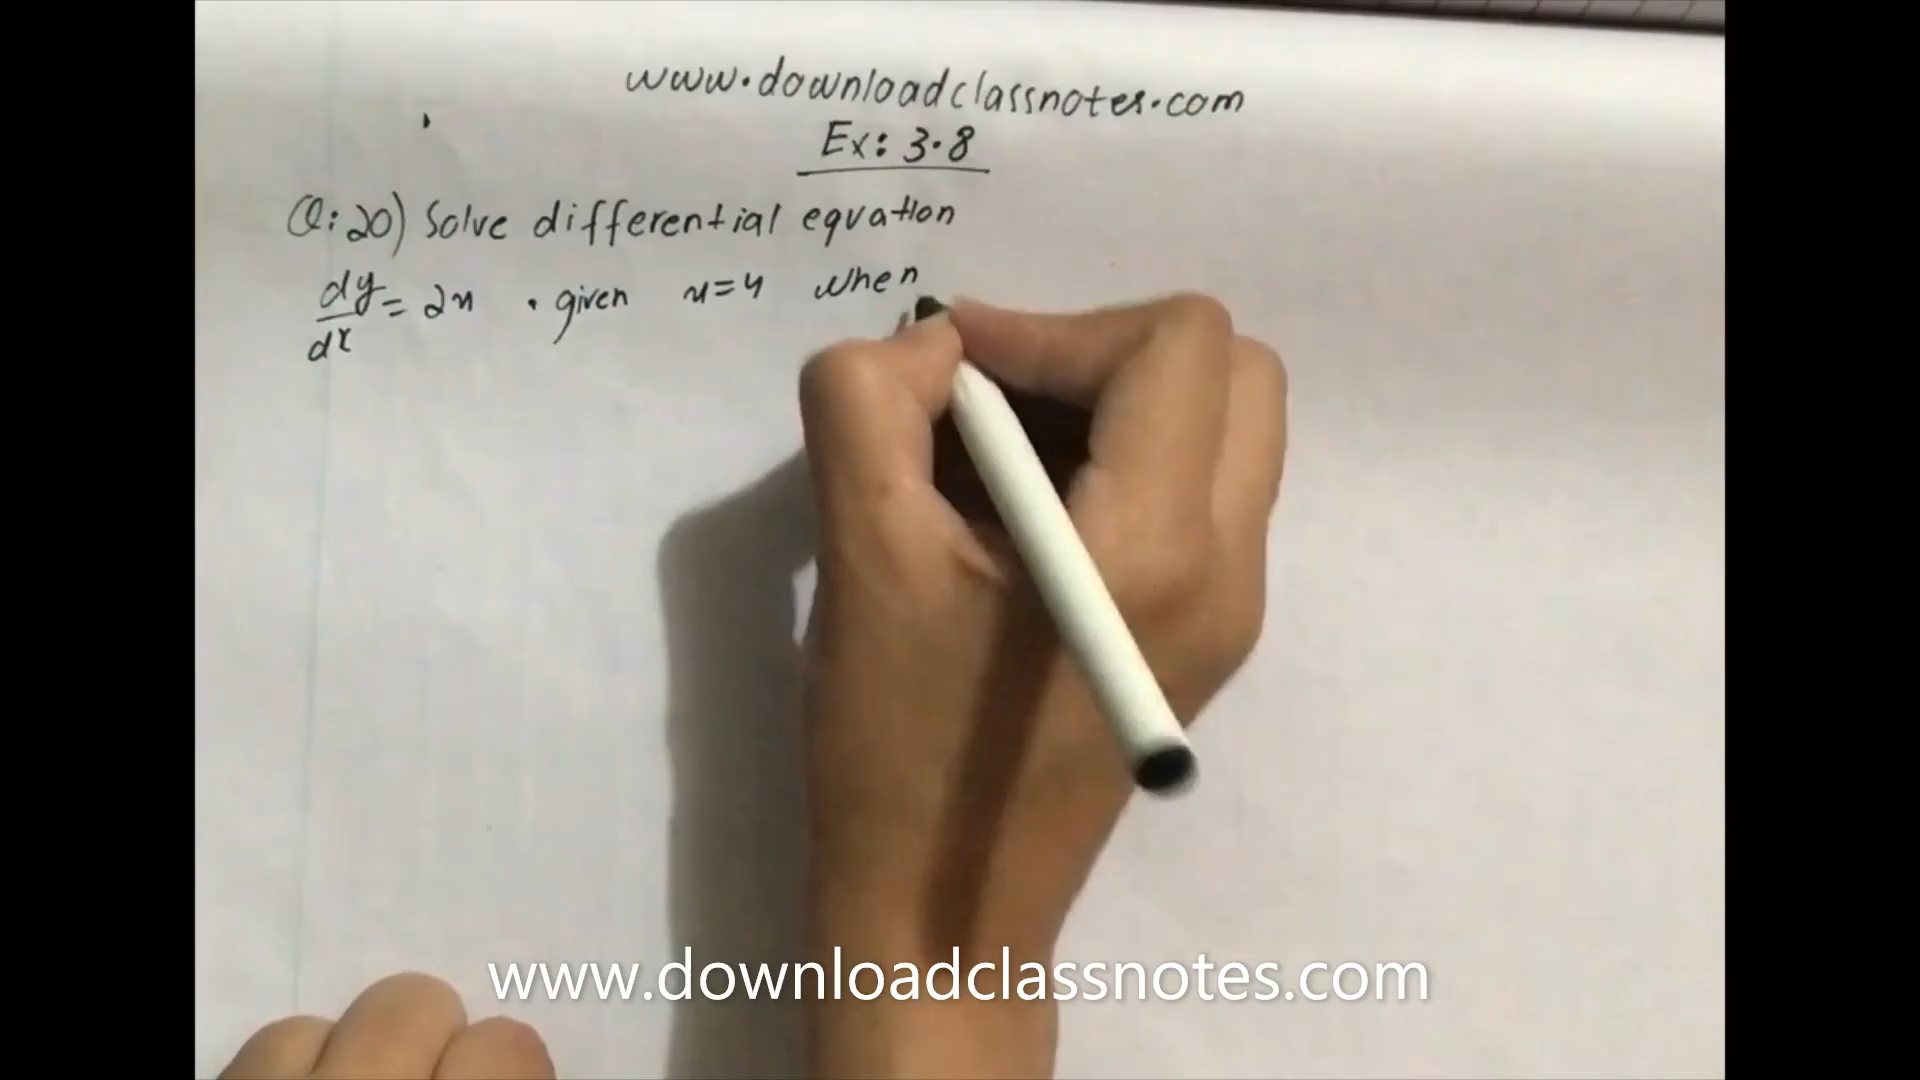 www.downloadclassnotes.com
Ex: 3.8
Q:20) Solve differential equation
dy/dx = 2x . given x=4 when
www.downloadclassnotes.com